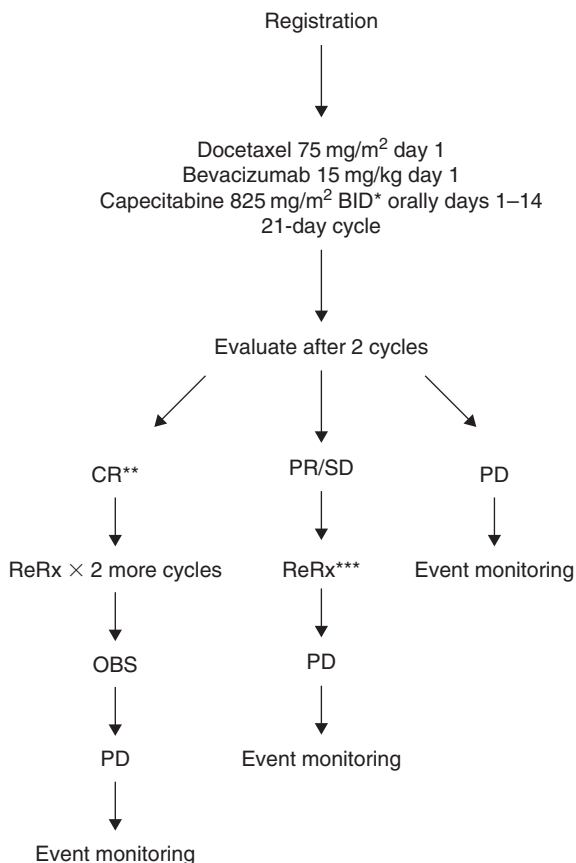 Registration
Docetaxel 75 mg/m² day 1
Bevacizumab 15 mg/kg day 1
Capecitabine 825 mg/m² BID* orally days 1–14
21-day cycle
Evaluate after 2 cycles
CR**
PR/SD
PD
ReRx × 2 more cycles
ReRx***
Event monitoring
OBS
PD
PD
Event monitoring
Event monitoring